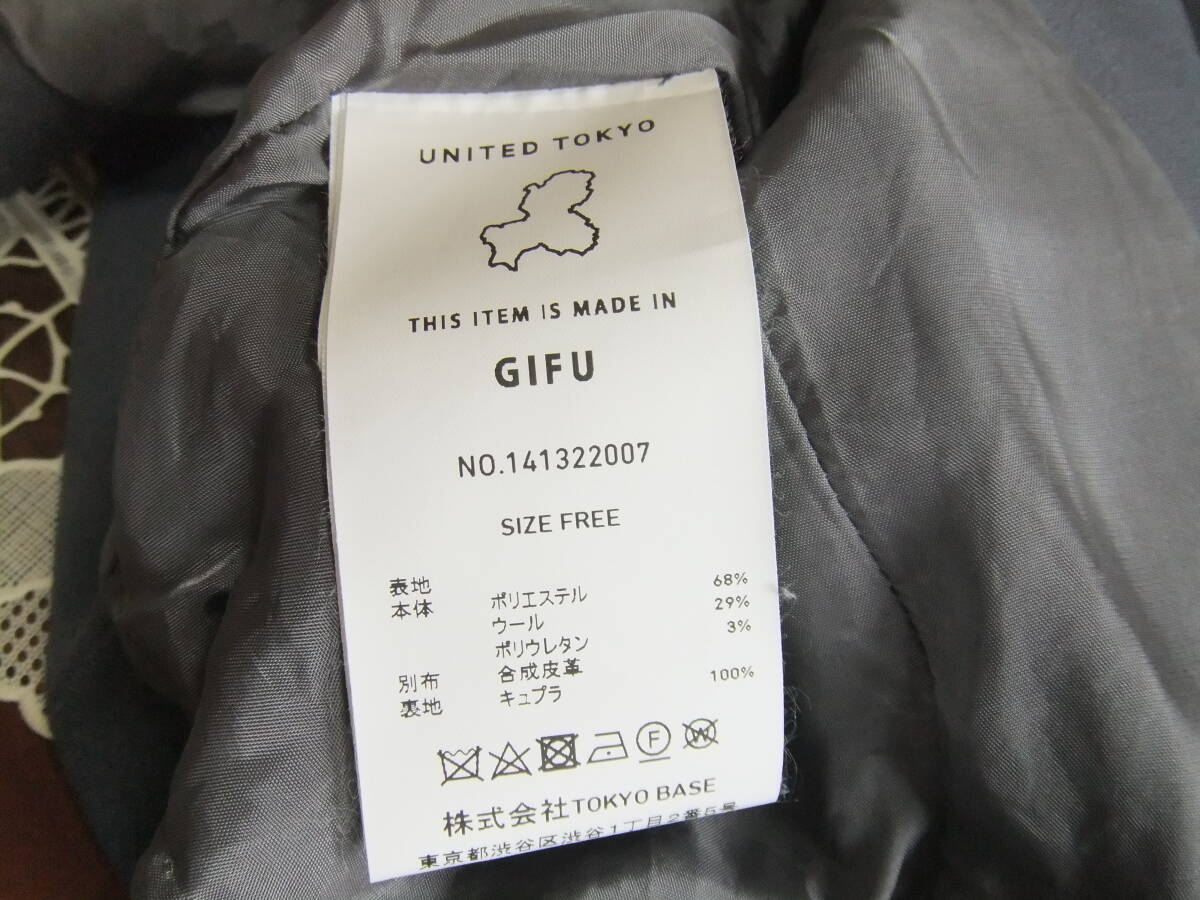 UNITED TOKYO
THIS ITEM IS MADE IN
GIFU
NO.141322007
SIZE FREE
表地
本体 ポリエステル 68%
ウール 29%
ポリウレタン 3%
別布 合成皮革
裏地 キュプラ 100%
F W
株式会社TOKYO BASE
東京都渋谷区渋谷1丁目2番5号